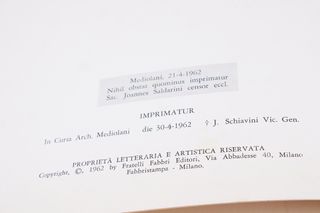 Mediolani, 21-4-1962
Nihil obstat quominus imprimatur
Sac. Joannes Saldarini censor eccl.
IMPRIMATUR
In Curia Arch. Mediolani die 30-4-1962 † J. Schiavini Vic. Gen.
PROPRIETÀ LETTERARIA E ARTISTICA RISERVATA
Copyright, ©, 1962 by Fratelli Fabbri Editori, Via Abbadesse 40, Milano
Fabbristampa - Milano.